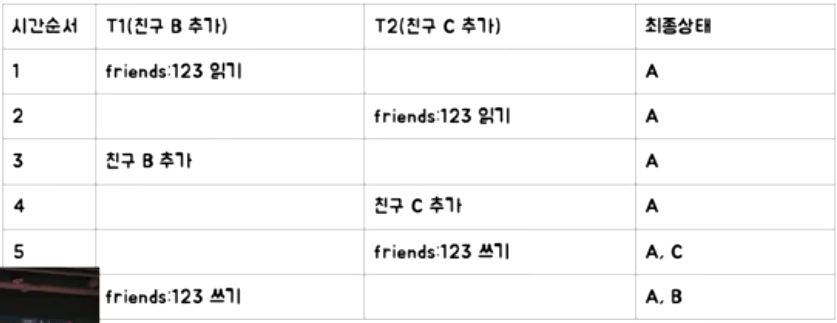 시간순서 T1(친구 B 추가) T2(친구 C 추가) 최종상태
1 friends:123 읽기 A
2 friends:123 읽기 A
3 친구 B 추가 A
4 친구 C 추가 A
5 friends:123 쓰기 A, C
friends:123 쓰기 A, B